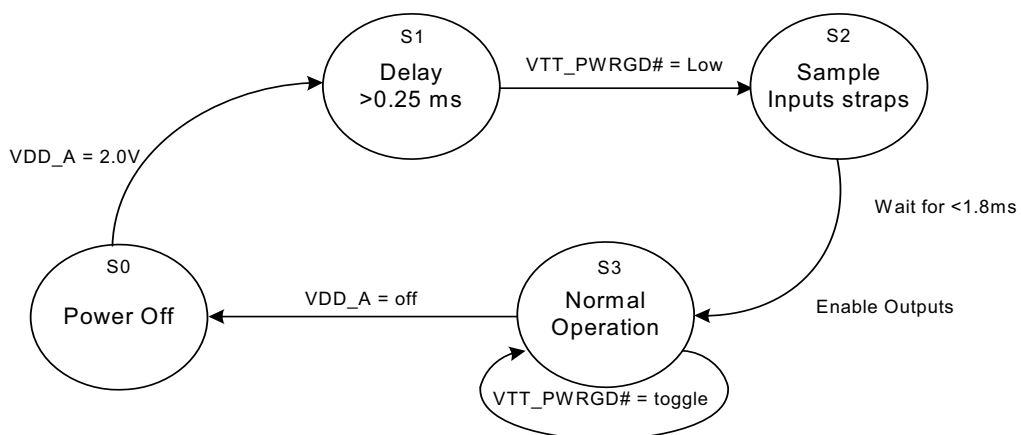 S1
Delay
>0.25 ms
VTT_PWRGD# = Low
S2
Sample
Inputs straps
VDD_A = 2.0V
Wait for <1.8ms
S0
Power Off
VDD_A = off
S3
Normal
Operation
Enable Outputs
VTT_PWRGD# = toggle